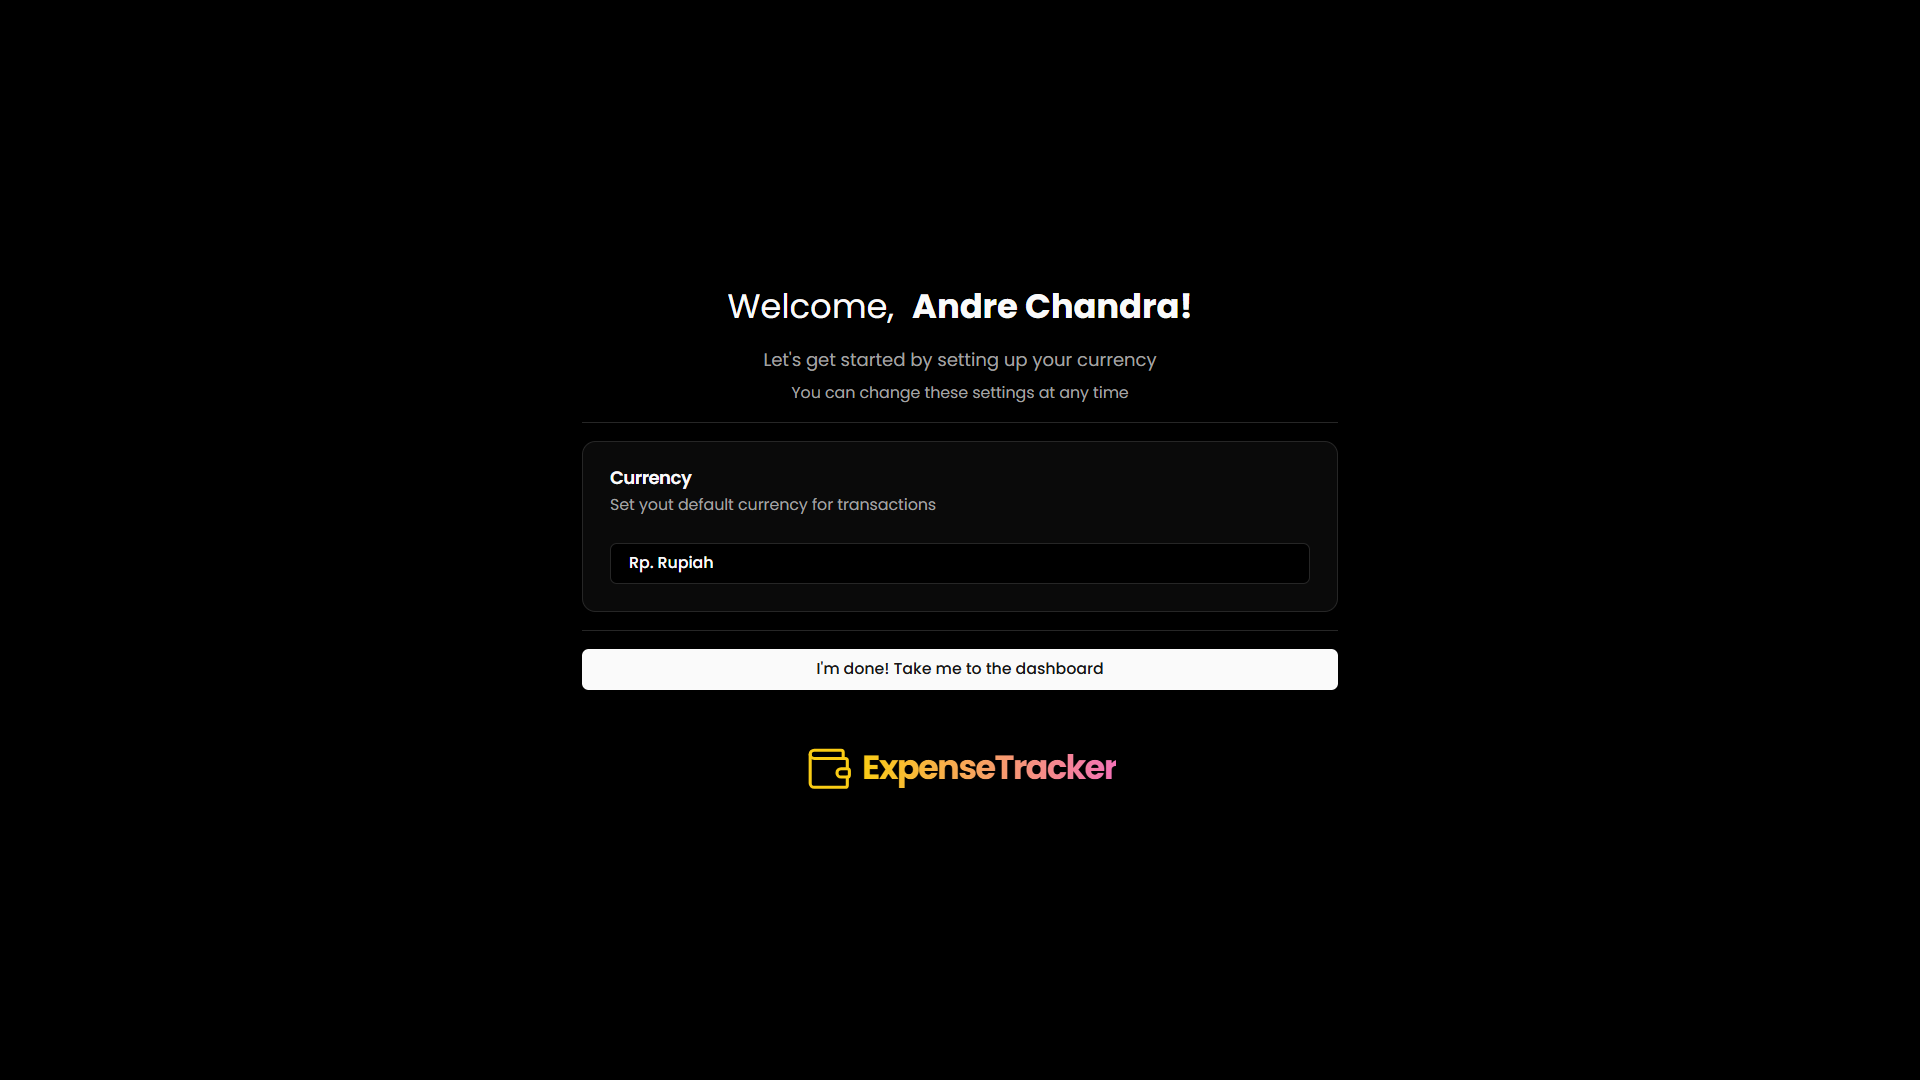 Welcome, Andre Chandra!
Let's get started by setting up your currency
You can change these settings at any time
Currency
Set yout default currency for transactions
Rp. Rupiah
I'm done! Take me to the dashboard
ExpenseTracker